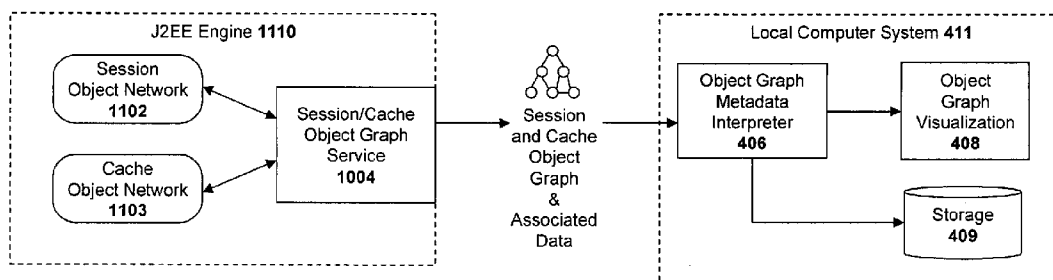 J2EE Engine 1110
Session
Object Network
1102
Cache
Object Network
1103
Session/Cache
Object Graph
Service
1004
Session
and Cache
Object
Graph
&
Associated
Data
Local Computer System 411
Object Graph
Metadata
Interpreter
406
Object
Graph
Visualization
408
Storage
409